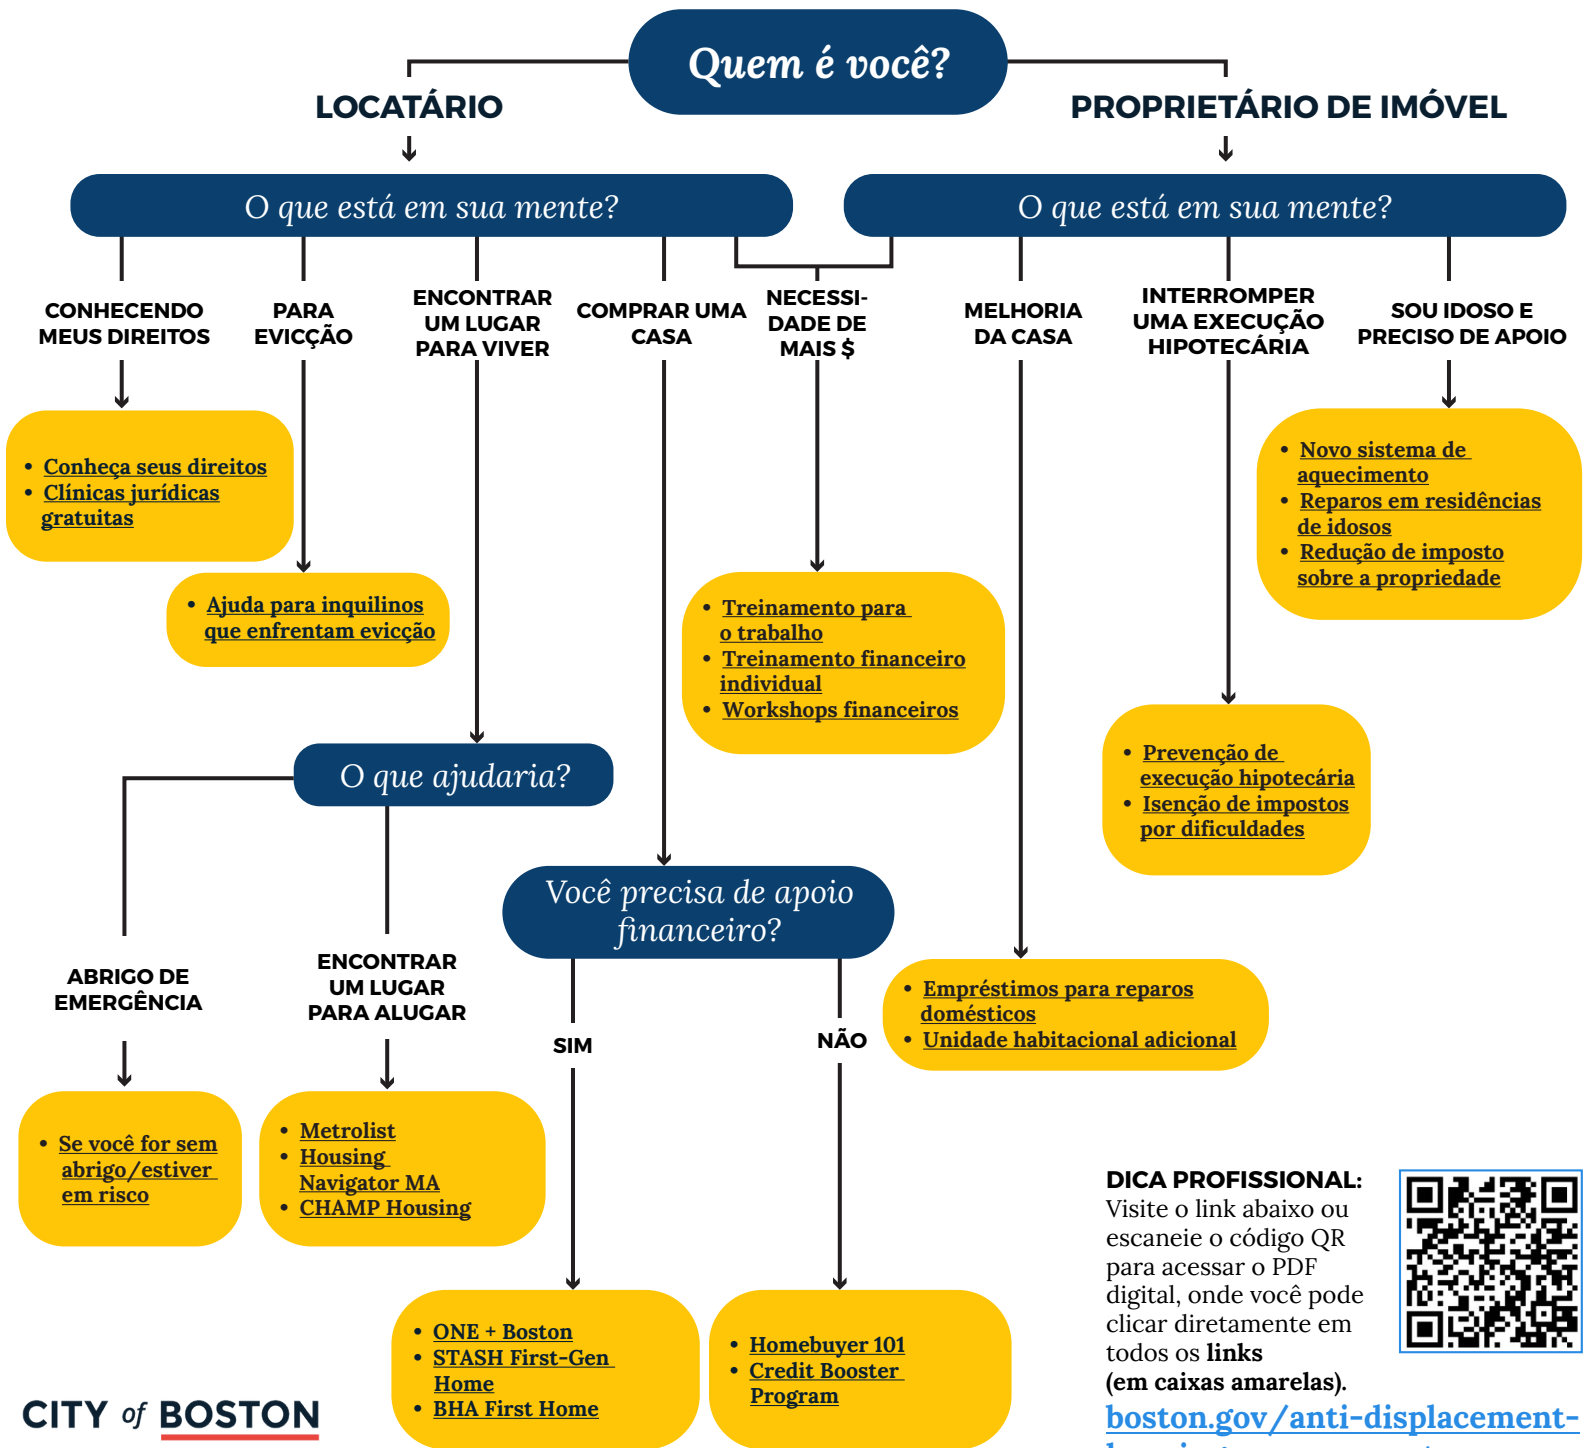 Quem é você?
LOCATÁRIO
PROPRIETÁRIO DE IMÓVEL
O que está em sua mente?
O que está em sua mente?
CONHECENDO
MEUS DIREITOS
PARA
EVICÇÃO
ENCONTRAR
UM LUGAR
PARA VIVER
COMPRAR UMA
CASA
NECESSI-
DADE DE
MAIS $
MELHORIA
DA CASA
INTERROMPER
UMA EXECUÇÃO
HIPOTECÁRIA
SOU IDOSO E
PRECISO DE APOIO
• Conheça seus direitos
• Clínicas jurídicas
gratuitas
• Novo sistema de
aquecimento
• Reparos em residências
de idosos
• Redução de imposto
sobre a propriedade
• Ajuda para inquilinos
que enfrentam evicção
• Treinamento para
o trabalho
• Treinamento financeiro
individual
• Workshops financeiros
• Prevenção de
execução hipotecária
• Isenção de impostos
por dificuldades
O que ajudaria?
Você precisa de apoio
financeiro?
ABRIGO DE
EMERGÊNCIA
ENCONTRAR
UM LUGAR
PARA ALUGAR
SIM
NÃO
• Empréstimos para reparos
domésticos
• Unidade habitacional adicional
• Se você for sem
abrigo/estiver
em risco
• Metrolist
• Housing
Navigator MA
• CHAMP Housing
• ONE + Boston
• STASH First-Gen
Home
• BHA First Home
• Homebuyer 101
• Credit Booster
Program
DICA PROFISSIONAL:
Visite o link abaixo ou
escaneie o código QR
para acessar o PDF
digital, onde você pode
clicar diretamente em
todos os links
(em caixas amarelas).
boston.gov/anti-displacement-
CITY of BOSTON